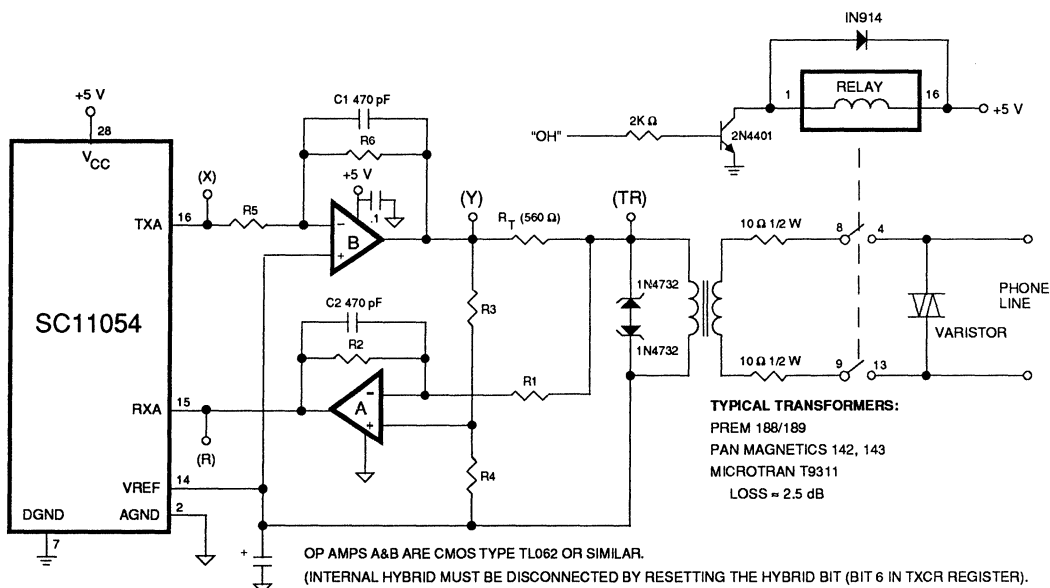 IN914
RELAY
1
16
+5 V
"OH"
2K Ω
2N4401
+5 V
28
VCC
C1 470 pF
R6
+5 V
.1
(X)
TXA
16
R5
B
−
+
(Y)
RT (560 Ω)
(TR)
10 Ω 1/2 W
8
4
SC11054
C2 470 pF
R2
R3
1N4732
1N4732
PHONE
LINE
VARISTOR
10 Ω 1/2 W
9
13
R1
A
−
+
RXA
15
(R)
R4
VREF
14
AGND
2
DGND
7
+
TYPICAL TRANSFORMERS:
PREM 188/189
PAN MAGNETICS 142, 143
MICROTRAN T9311
LOSS ≈ 2.5 dB
OP AMPS A&B ARE CMOS TYPE TL062 OR SIMILAR.
(INTERNAL HYBRID MUST BE DISCONNECTED BY RESETTING THE HYBRID BIT (BIT 6 IN TXCR REGISTER).